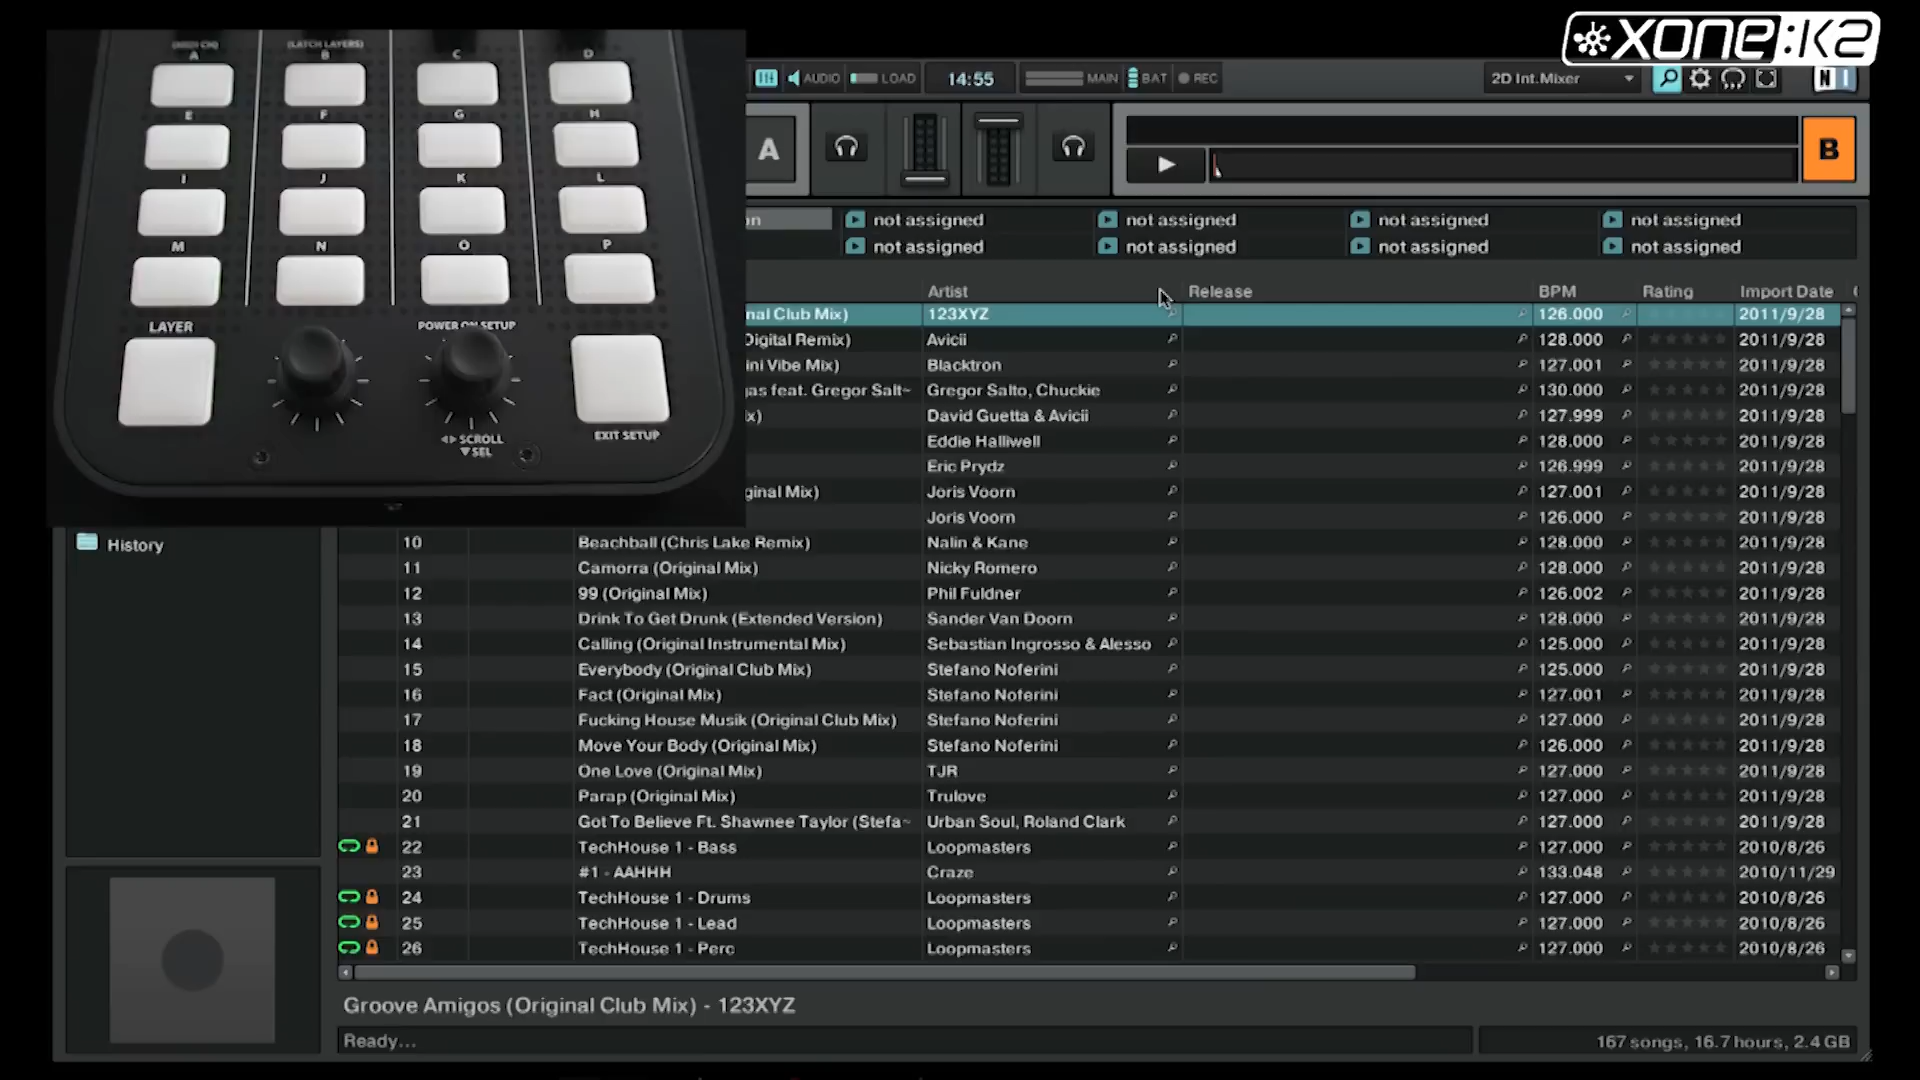 XONE:K2
(MIDI CH)
(LATCH LAYERS)
A B C D
E F G H
I J K L
M N O P
LAYER
POWER ON SETUP
SCROLL
SEL
EXIT SETUP
AUDIO LOAD 14:55 MAIN BAT REC 2D Int.Mixer N I
A B
not assigned not assigned not assigned not assigned
not assigned not assigned not assigned not assigned
Artist Release BPM Rating Import Date
nal Club Mix) 123XYZ 126.000 2011/9/28
Digital Remix) Avicii 128.000 2011/9/28
ini Vibe Mix) Blacktron 127.001 2011/9/28
gas feat. Gregor Salt~ Gregor Salto, Chuckie 130.000 2011/9/28
x) David Guetta & Avicii 127.999 2011/9/28
Eddie Halliwell 128.000 2011/9/28
Eric Prydz 126.999 2011/9/28
ginal Mix) Joris Voorn 127.001 2011/9/28
Joris Voorn 126.000 2011/9/28
History
10 Beachball (Chris Lake Remix) Nalin & Kane 128.000 2011/9/28
11 Camorra (Original Mix) Nicky Romero 128.000 2011/9/28
12 99 (Original Mix) Phil Fuldner 126.002 2011/9/28
13 Drink To Get Drunk (Extended Version) Sander Van Doorn 128.000 2011/9/28
14 Calling (Original Instrumental Mix) Sebastian Ingrosso & Alesso 125.000 2011/9/28
15 Everybody (Original Club Mix) Stefano Noferini 125.000 2011/9/28
16 Fact (Original Mix) Stefano Noferini 127.001 2011/9/28
17 Fucking House Musik (Original Club Mix) Stefano Noferini 127.000 2011/9/28
18 Move Your Body (Original Mix) Stefano Noferini 126.000 2011/9/28
19 One Love (Original Mix) TJR 127.000 2011/9/28
20 Parap (Original Mix) Trulove 127.000 2011/9/28
21 Got To Believe Ft. Shawnee Taylor (Stefa~ Urban Soul, Roland Clark 127.000 2011/9/28
22 TechHouse 1 - Bass Loopmasters 127.000 2010/8/26
23 #1 - AAHHH Craze 133.048 2010/11/29
24 TechHouse 1 - Drums Loopmasters 127.000 2010/8/26
25 TechHouse 1 - Lead Loopmasters 127.000 2010/8/26
26 TechHouse 1 - Perc Loopmasters 127.000 2010/8/26
Groove Amigos (Original Club Mix) - 123XYZ
Ready...
167 songs, 16.7 hours, 2.4 GB